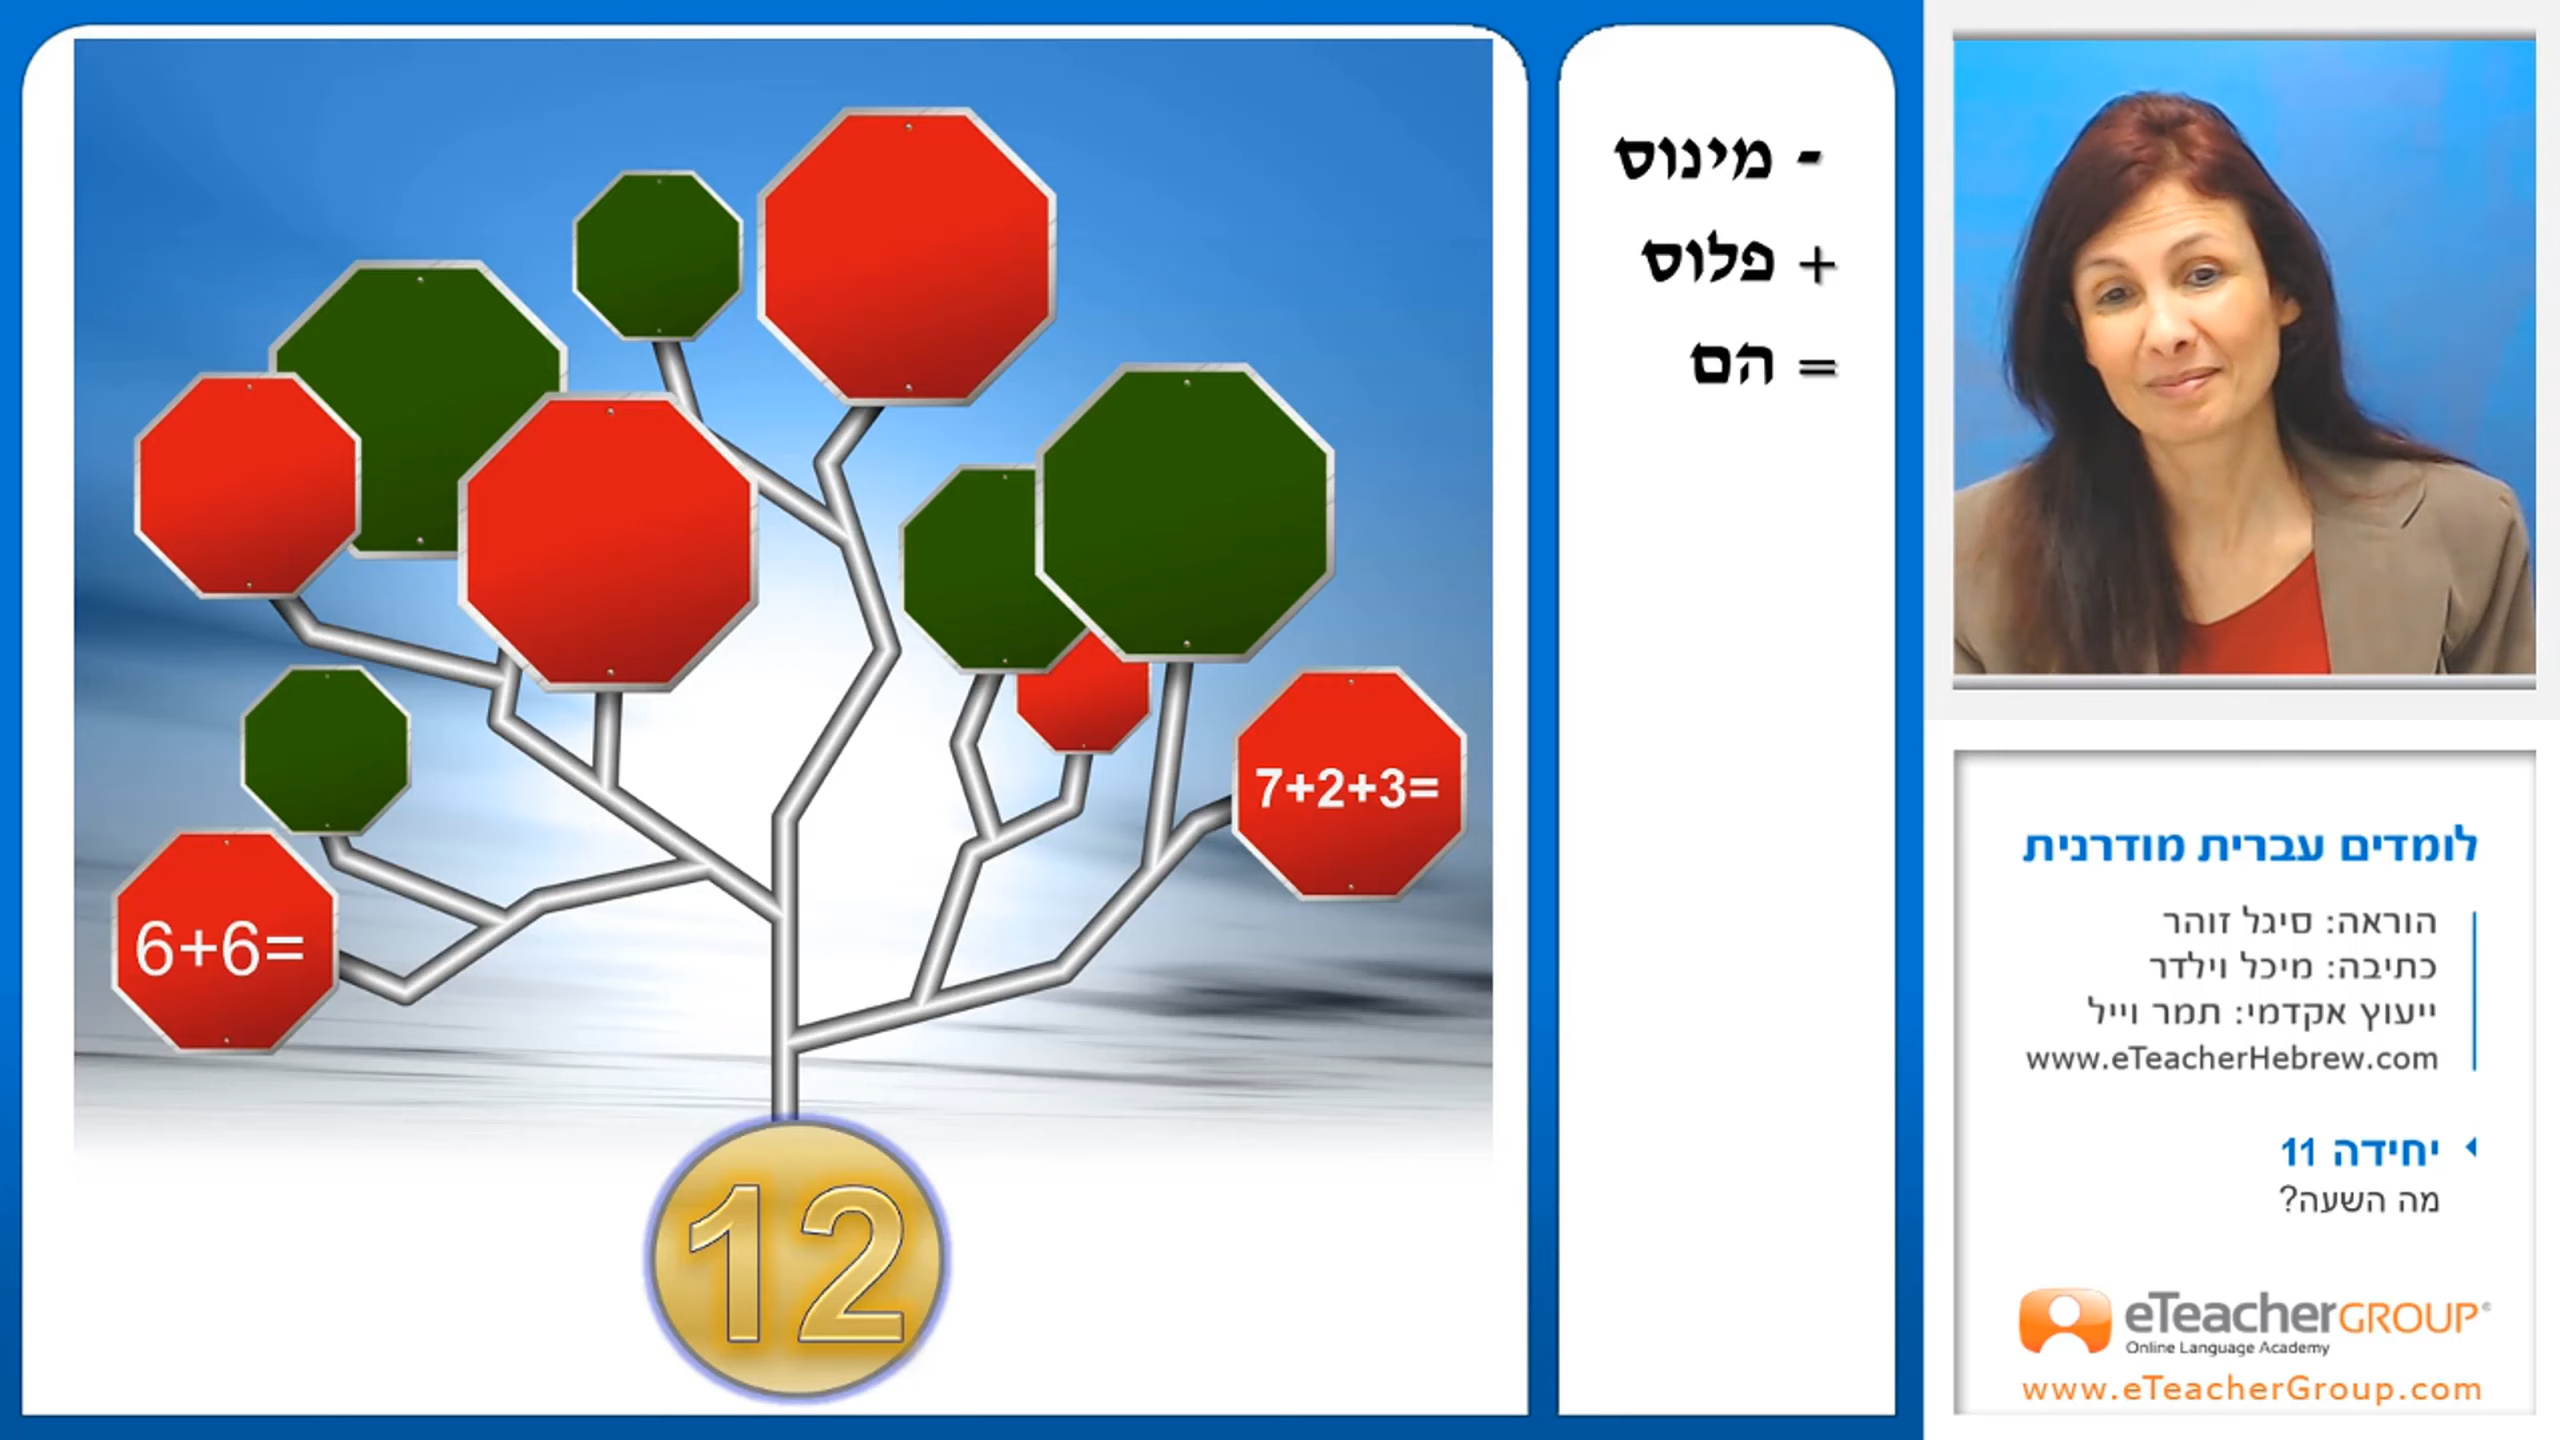 7+2+3=
6+6=
12
- מינוס
+ פלוס
= הם
לומדים עברית מודרנית
הוראה: סיגל זוהר
כתיבה: מיכל וילדר
ייעוץ אקדמי: תמר וייל
www.eTeacherHebrew.com
יחידה 11
מה השעה?
eTeacherGROUP®
Online Language Academy
www.eTeacherGroup.com